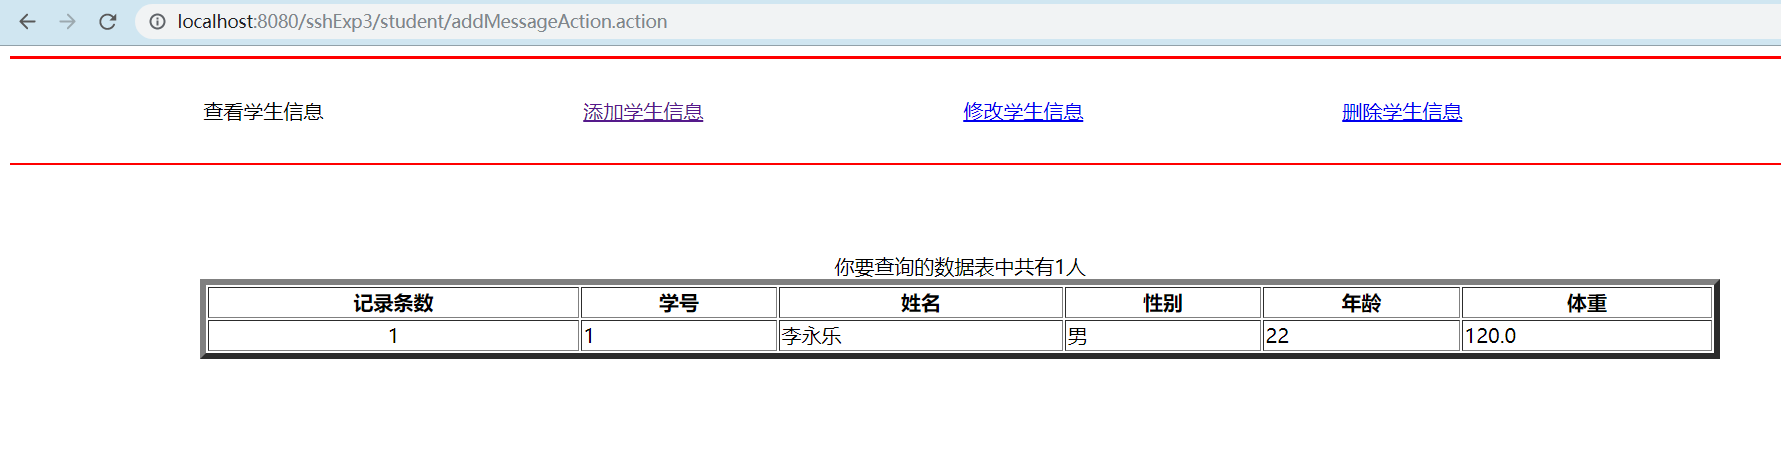 localhost:8080/sshExp3/student/addMessageAction.action
查看学生信息 添加学生信息 修改学生信息 删除学生信息
你要查询的数据表中共有1人
记录条数 学号 姓名 性别 年龄 体重
1 1 李永乐 男 22 120.0